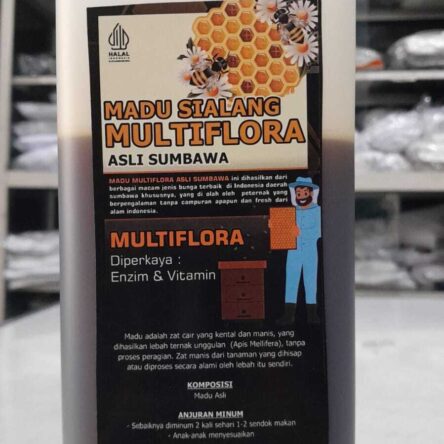 HALAL
INDONESIA
MADU SIALANG
MULTIFLORA
ASLI SUMBAWA
MADU MULTIFLORA ASLI SUMBAWA ini dihasilkan dari
berbagai macam jenis bunga terbaik di Indonesia daerah
sumbawa khususnya, yang di olah oleh peternak yang
berpengalaman tanpa campuran apapun dan fresh dari
alam indonesia.
MULTIFLORA
Diperkaya :
Enzim & Vitamin
Madu adalah zat cair yang kental dan manis, yang
dihasilkan lebah ternak unggulan (Apis Mellifera), tanpa
proses peragian. Zat manis dari tanaman yang dihisap
atau diproses secara alami oleh lebah itu sendiri.
KOMPOSISI
Madu Asli
ANJURAN MINUM
- Sebaiknya diminum 2 kali sehari 1-2 sendok makan
- Anak-anak menyesuaikan